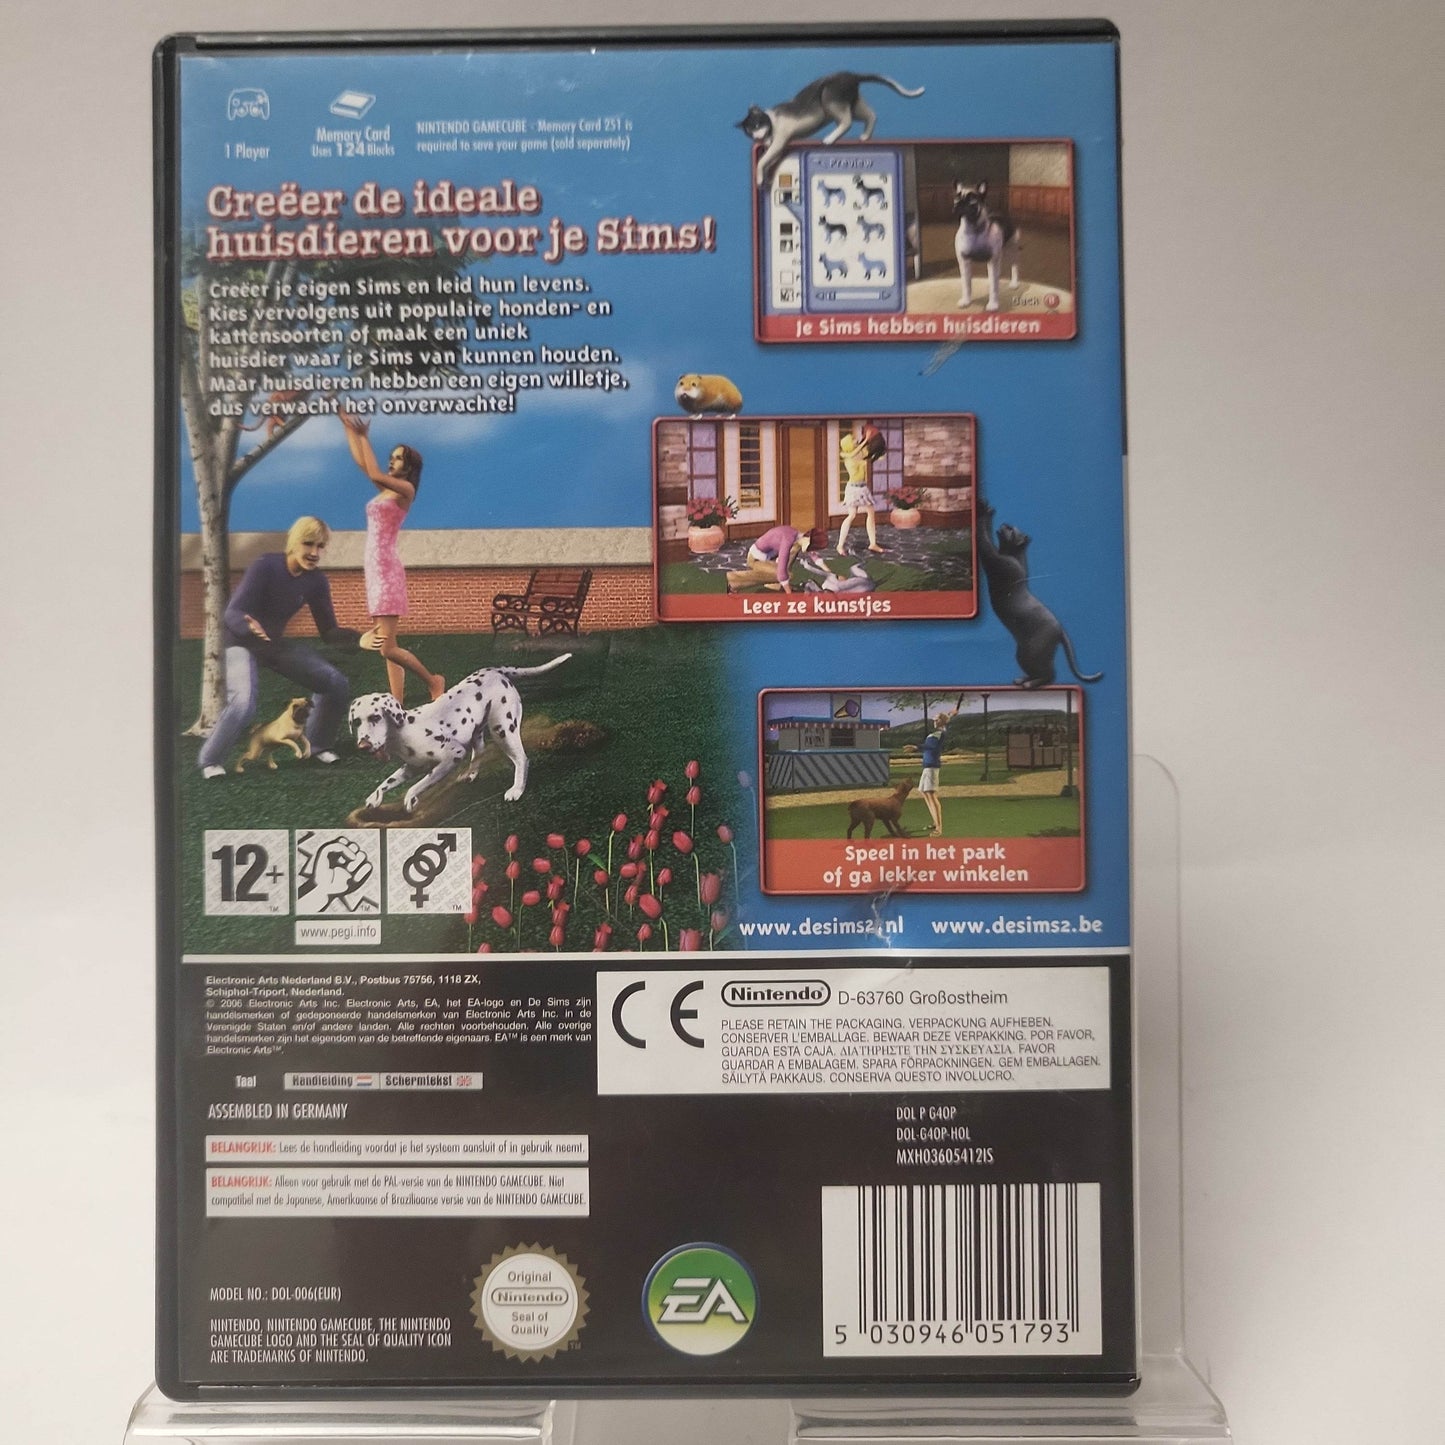 1 Player
Memory Card
Uses 124 Blocks
NINTENDO GAMECUBE - Memory Card 251 is
required to save your game (sold separately)
Creëer de ideale
huisdieren voor je Sims!
Creëer je eigen Sims en leid hun levens.
Kies vervolgens uit populaire honden- en
kattensoorten of maak een uniek
huisdier waar je Sims van kunnen houden.
Maar huisdieren hebben een eigen willetje,
dus verwacht het onverwachte!
Preview
Back
Je Sims hebben huisdieren
Leer ze kunstjes
Speel in het park
of ga lekker winkelen
www.desims2.nl www.desims2.be
12+
www.pegi.info
Electronic Arts Nederland B.V., Postbus 75756, 1118 ZX,
Schiphol-Triport, Nederland.
© 2006 Electronic Arts Inc. Electronic Arts, EA, het EA-logo en De Sims zijn
handelsmerken of gedeponeerde handelsmerken van Electronic Arts Inc. in de
Verenigde Staten en/of andere landen. Alle rechten voorbehouden. Alle overige
handelsmerken zijn het eigendom van de betreffende eigenaars. EA™ is een merk van
Electronic Arts™.
Taal Handleiding Schermtekst
ASSEMBLED IN GERMANY
BELANGRIJK: Lees de handleiding voordat je het systeem aansluit of in gebruik neemt.
BELANGRIJK: Alleen voor gebruik met de PAL-versie van de NINTENDO GAMECUBE. Niet
compatibel met de Japanse, Amerikaanse of Braziliaanse versie van de NINTENDO GAMECUBE.
CE Nintendo D-63760 Großostheim
PLEASE RETAIN THE PACKAGING. VERPACKUNG AUFHEBEN.
CONSERVER L'EMBALLAGE. BEWAAR DEZE VERPAKKING. POR FAVOR,
GUARDA ESTA CAJA. ΔΙΑΤΗΡΗΣΤΕ ΤΗΝ ΣΥΣΚΕΥΑΣΙΑ. FAVOR
GUARDAR A EMBALAGEM. SPARA FÖRPACKNINGEN. GEM EMBALLAGEN.
SÄILYTÄ PAKKAUS. CONSERVA QUESTO INVOLUCRO.
DOL P G4OP
DOL-G4OP-HOL
MXH03605412IS
MODEL NO.: DOL-006(EUR)
NINTENDO, NINTENDO GAMECUBE, THE NINTENDO
GAMECUBE LOGO AND THE SEAL OF QUALITY ICON
ARE TRADEMARKS OF NINTENDO.
Original
Nintendo
Seal of
Quality
TM
EA
5 030946 051793